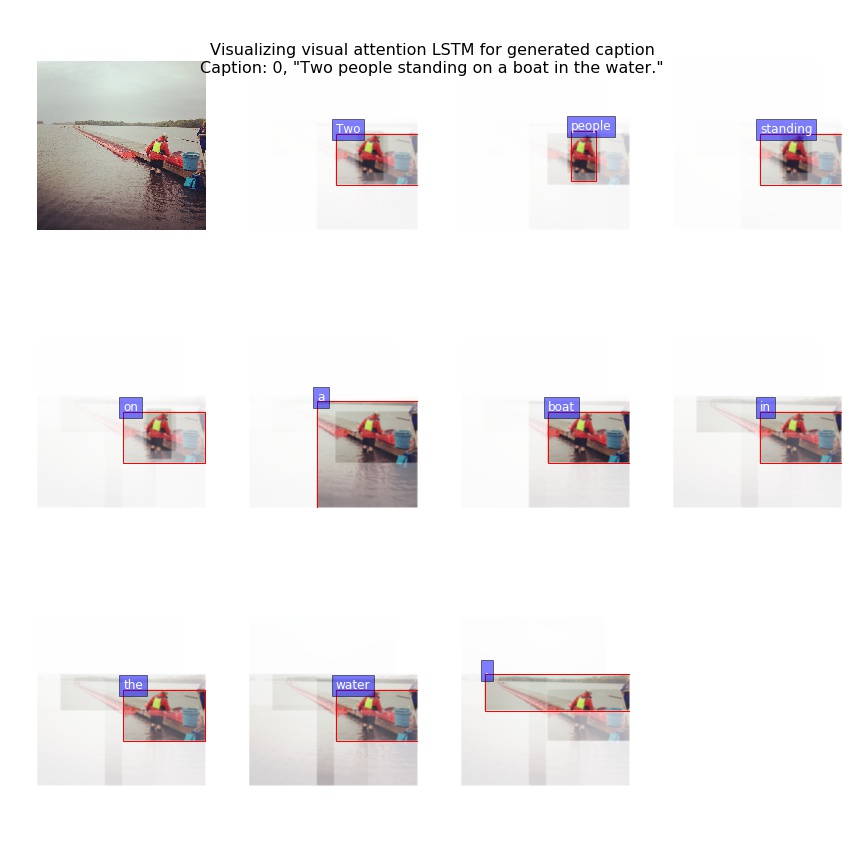 Visualizing visual attention LSTM for generated caption
Caption: 0, "Two people standing on a boat in the water."
Two
people
standing
on
a
boat
in
the
water
.